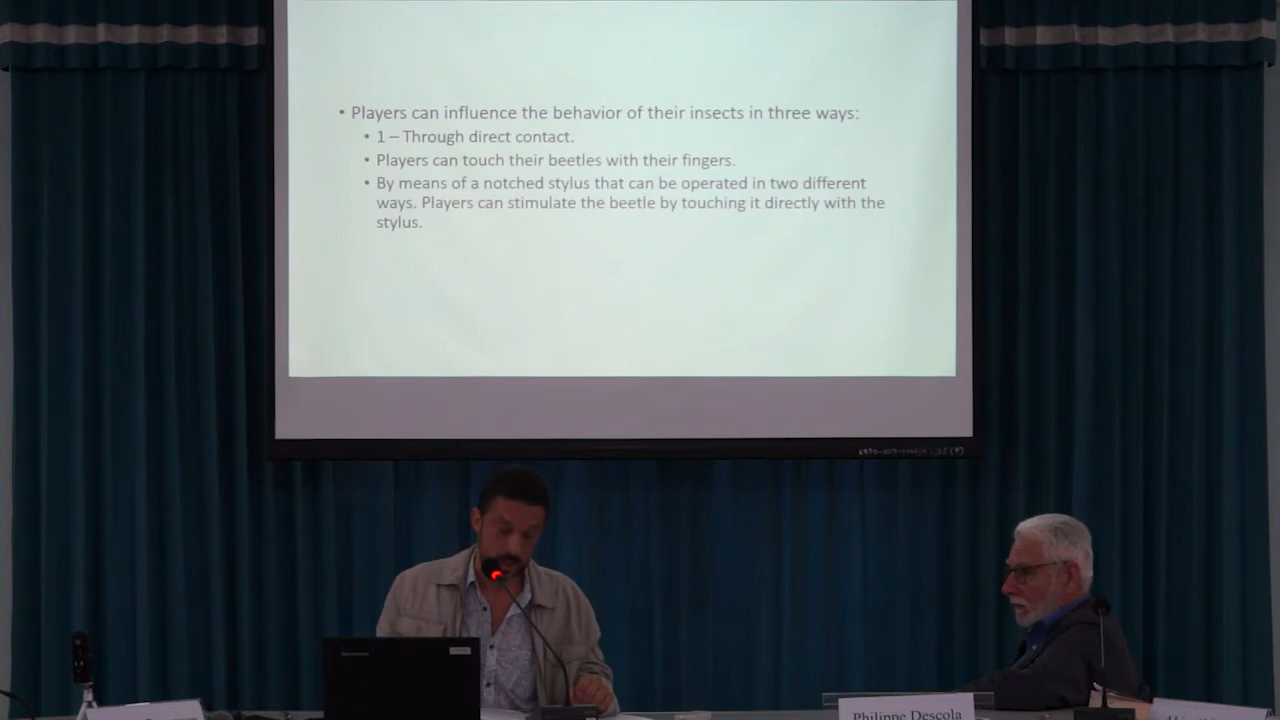 • Players can influence the behavior of their insects in three ways:
• 1 – Through direct contact.
• Players can touch their beetles with their fingers.
• By means of a notched stylus that can be operated in two different
ways. Players can stimulate the beetle by touching it directly with the
stylus.
Philippe Descola